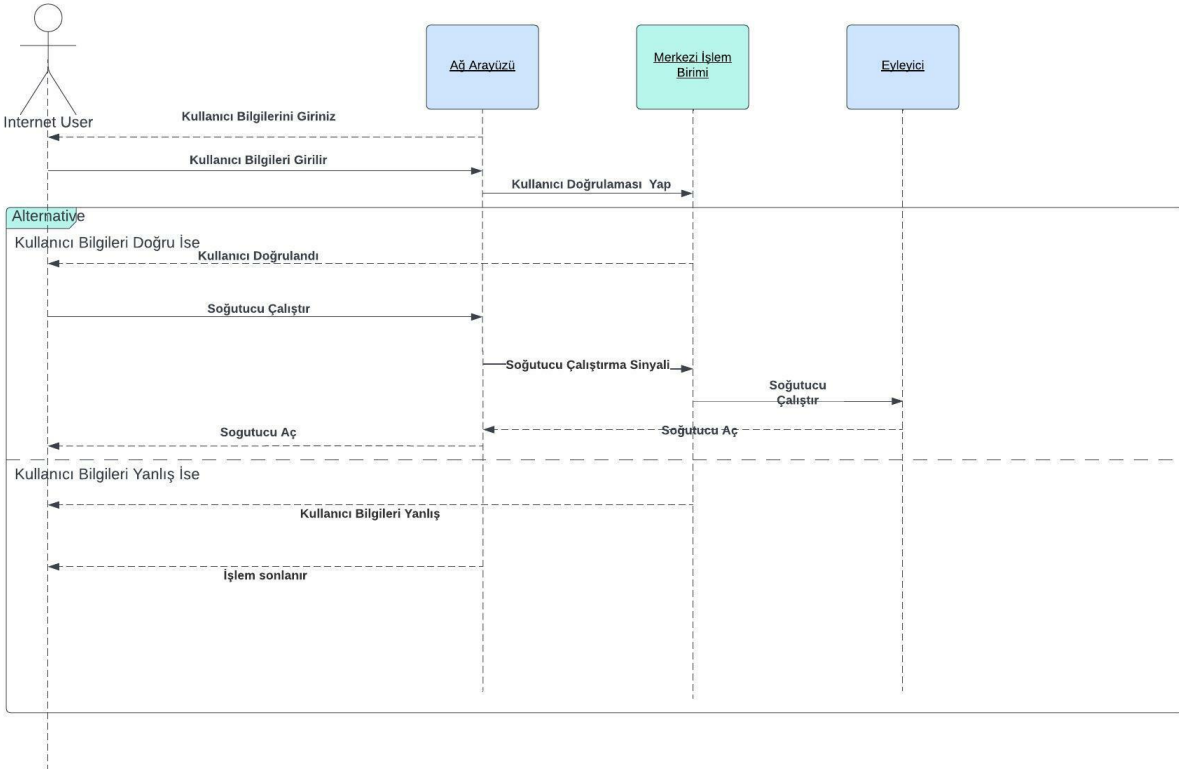 Ağ Arayüzü
Merkezi İşlem
Birimi
Eyleyici
Internet User
Kullanıcı Bilgilerini Giriniz
Kullanıcı Bilgileri Girilir
Kullanıcı Doğrulaması Yap
Alternative
Kullanıcı Bilgileri Doğru İse
Kullanıcı Doğrulandı
Soğutucu Çalıştır
Soğutucu Çalıştırma Sinyali
Soğutucu
Çalıştır
Soğutucu Aç
Sogutucu Aç
Kullanıcı Bilgileri Yanlış İse
Kullanıcı Bilgileri Yanlış
İşlem sonlanır